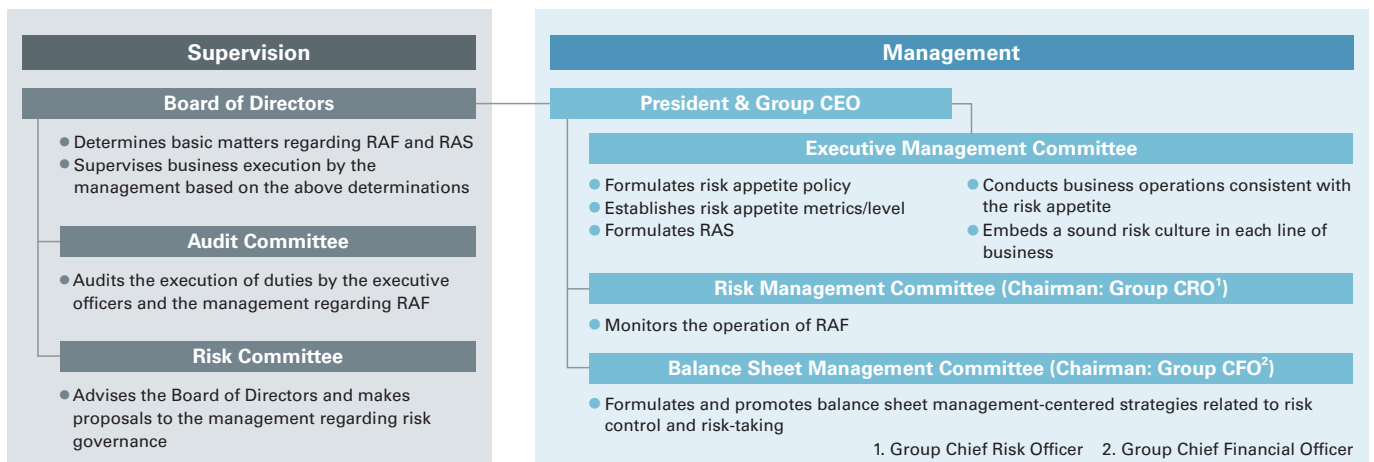 Supervision
Board of Directors
● Determines basic matters regarding RAF and RAS
● Supervises business execution by the
management based on the above determinations
Audit Committee
● Audits the execution of duties by the executive
officers and the management regarding RAF
Risk Committee
● Advises the Board of Directors and makes
proposals to the management regarding risk
governance
Management
President & Group CEO
Executive Management Committee
● Formulates risk appetite policy
● Establishes risk appetite metrics/level
● Formulates RAS
● Conducts business operations consistent with
the risk appetite
● Embeds a sound risk culture in each line of
business
Risk Management Committee (Chairman: Group CRO¹)
● Monitors the operation of RAF
Balance Sheet Management Committee (Chairman: Group CFO²)
● Formulates and promotes balance sheet management-centered strategies related to risk
control and risk-taking
1. Group Chief Risk Officer 2. Group Chief Financial Officer